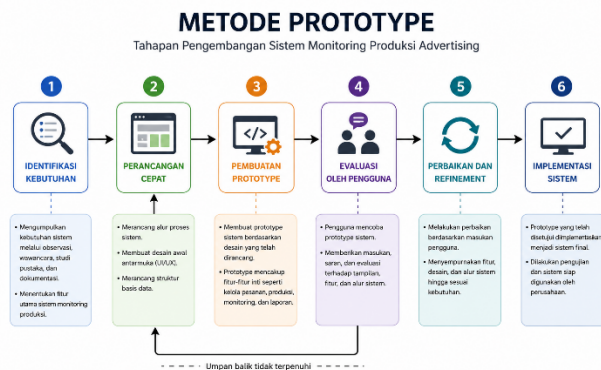 METODE PROTOTYPE
Tahapan Pengembangan Sistem Monitoring Produksi Advertising
1
IDENTIFIKASI
KEBUTUHAN
• Mengumpulkan
kebutuhan sistem
melalui observasi,
wawancara, studi
pustaka, dan
dokumentasi.
• Menentukan fitur
utama sistem monitoring
produksi.
2
PERANCANGAN
CEPAT
• Merancang alur proses
sistem.
• Membuat desain awal
antarmuka (UI/UX).
• Merancang struktur
basis data.
3
</>
PEMBUATAN
PROTOTYPE
• Membuat prototype
sistem berdasarkan
desain yang telah
dirancang.
• Prototype mencakup
fitur-fitur inti seperti
kelola pesanan, produksi,
monitoring, dan laporan.
4
EVALUASI
OLEH PENGGUNA
• Pengguna mencoba
prototype sistem.
• Memberikan masukan,
saran, dan evaluasi
terhadap tampilan,
fitur, dan alur sistem.
5
PERBAIKAN DAN
REFINEMENT
• Melakukan perbaikan
berdasarkan masukan
pengguna.
• Menyempurnakan fitur,
desain, dan alur sistem
hingga sesuai
kebutuhan.
6
IMPLEMENTASI
SISTEM
• Prototype yang telah
disetujui diimplementasikan
menjadi sistem final.
• Dilakukan pengujian
dan sistem siap
digunakan oleh
perusahaan.
Umpan balik tidak terpenuhi